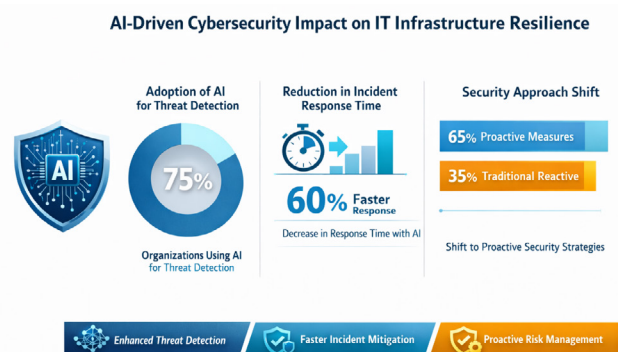 AI-Driven Cybersecurity Impact on IT Infrastructure Resilience
AI
Adoption of AI
for Threat Detection
75%
Organizations Using AI
for Threat Detection
Reduction in Incident
Response Time
60% Faster
Response
Decrease in Response Time with AI
Security Approach Shift
65% Proactive Measures
35% Traditional Reactive
Shift to Proactive Security Strategies
Enhanced Threat Detection
Faster Incident Mitigation
Proactive Risk Management